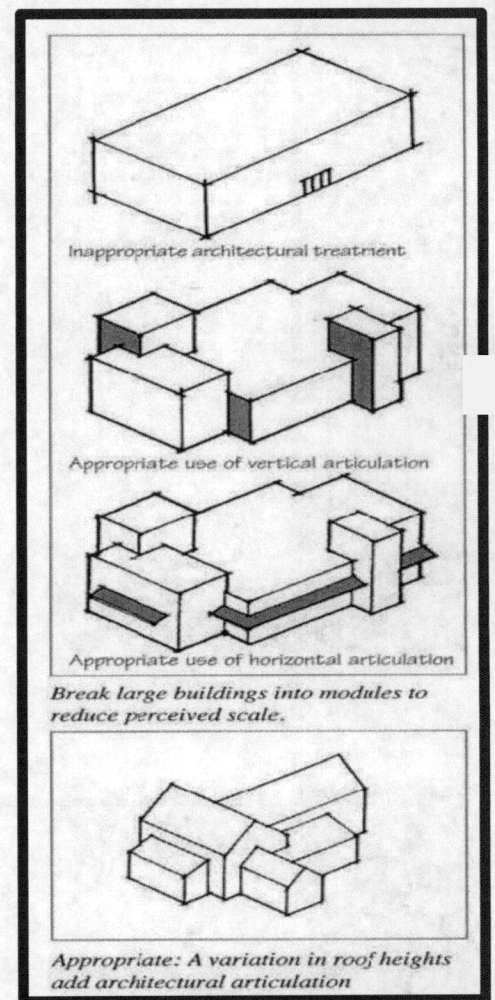 Inappropriate architectural treatment
Appropriate use of vertical articulation
Appropriate use of horizontal articulation
Break large buildings into modules to
reduce perceived scale.
Appropriate: A variation in roof heights
add architectural articulation